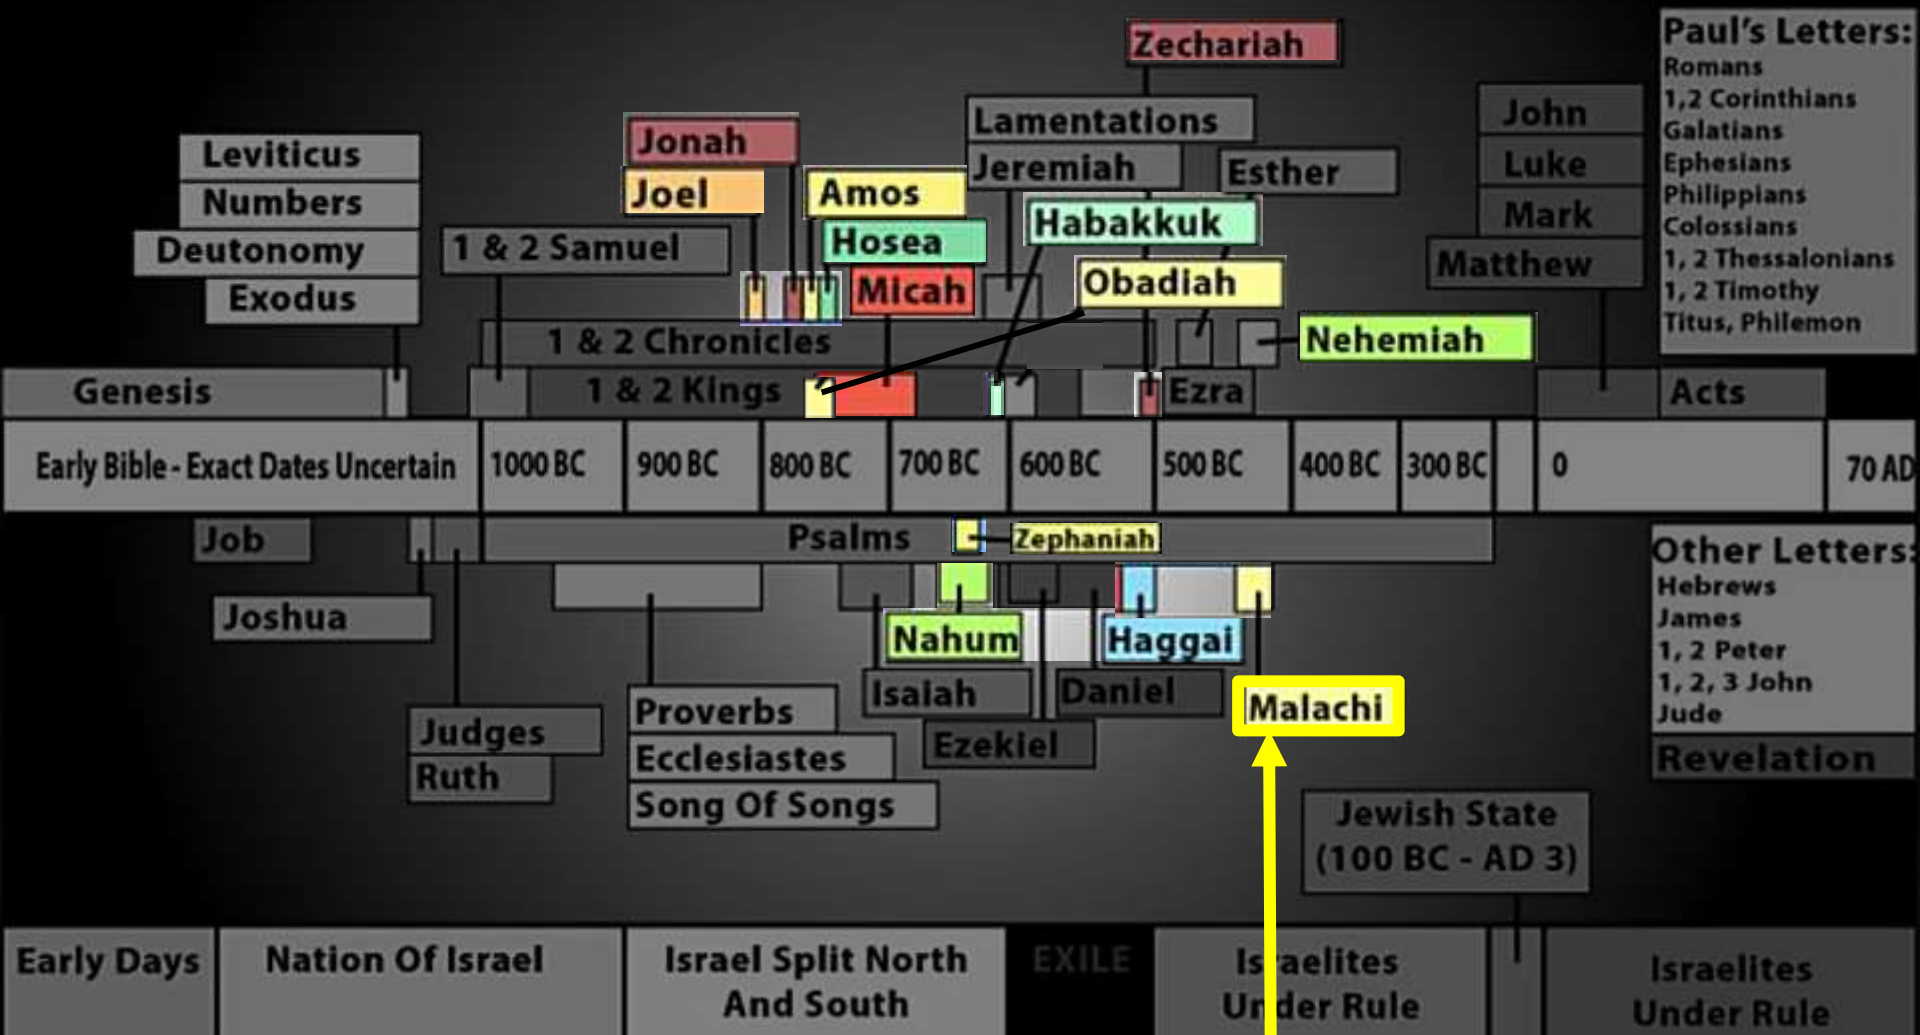 Zechariah
Paul's Letters:
Romans
1,2 Corinthians
Galatians
Ephesians
Philippians
Colossians
1, 2 Thessalonians
1, 2 Timothy
Titus, Philemon
Lamentations
John
Jonah
Leviticus
Jeremiah
Esther
Luke
Joel
Amos
Numbers
Habakkuk
Mark
Deutonomy
1 & 2 Samuel
Hosea
Matthew
Exodus
Micah
Obadiah
1 & 2 Chronicles
Nehemiah
Genesis
1 & 2 Kings
Ezra
Acts
Early Bible - Exact Dates Uncertain
1000 BC
900 BC
800 BC
700 BC
600 BC
500 BC
400 BC
300 BC
0
70 AD
Job
Psalms
Zephaniah
Other Letters:
Hebrews
James
1, 2 Peter
1, 2, 3 John
Jude
Revelation
Joshua
Nahum
Haggai
Isaiah
Daniel
Malachi
Judges
Proverbs
Ezekiel
Ruth
Ecclesiastes
Song Of Songs
Jewish State
(100 BC - AD 3)
Early Days
Nation Of Israel
Israel Split North
And South
EXILE
Israelites
Under Rule
Israelites
Under Rule